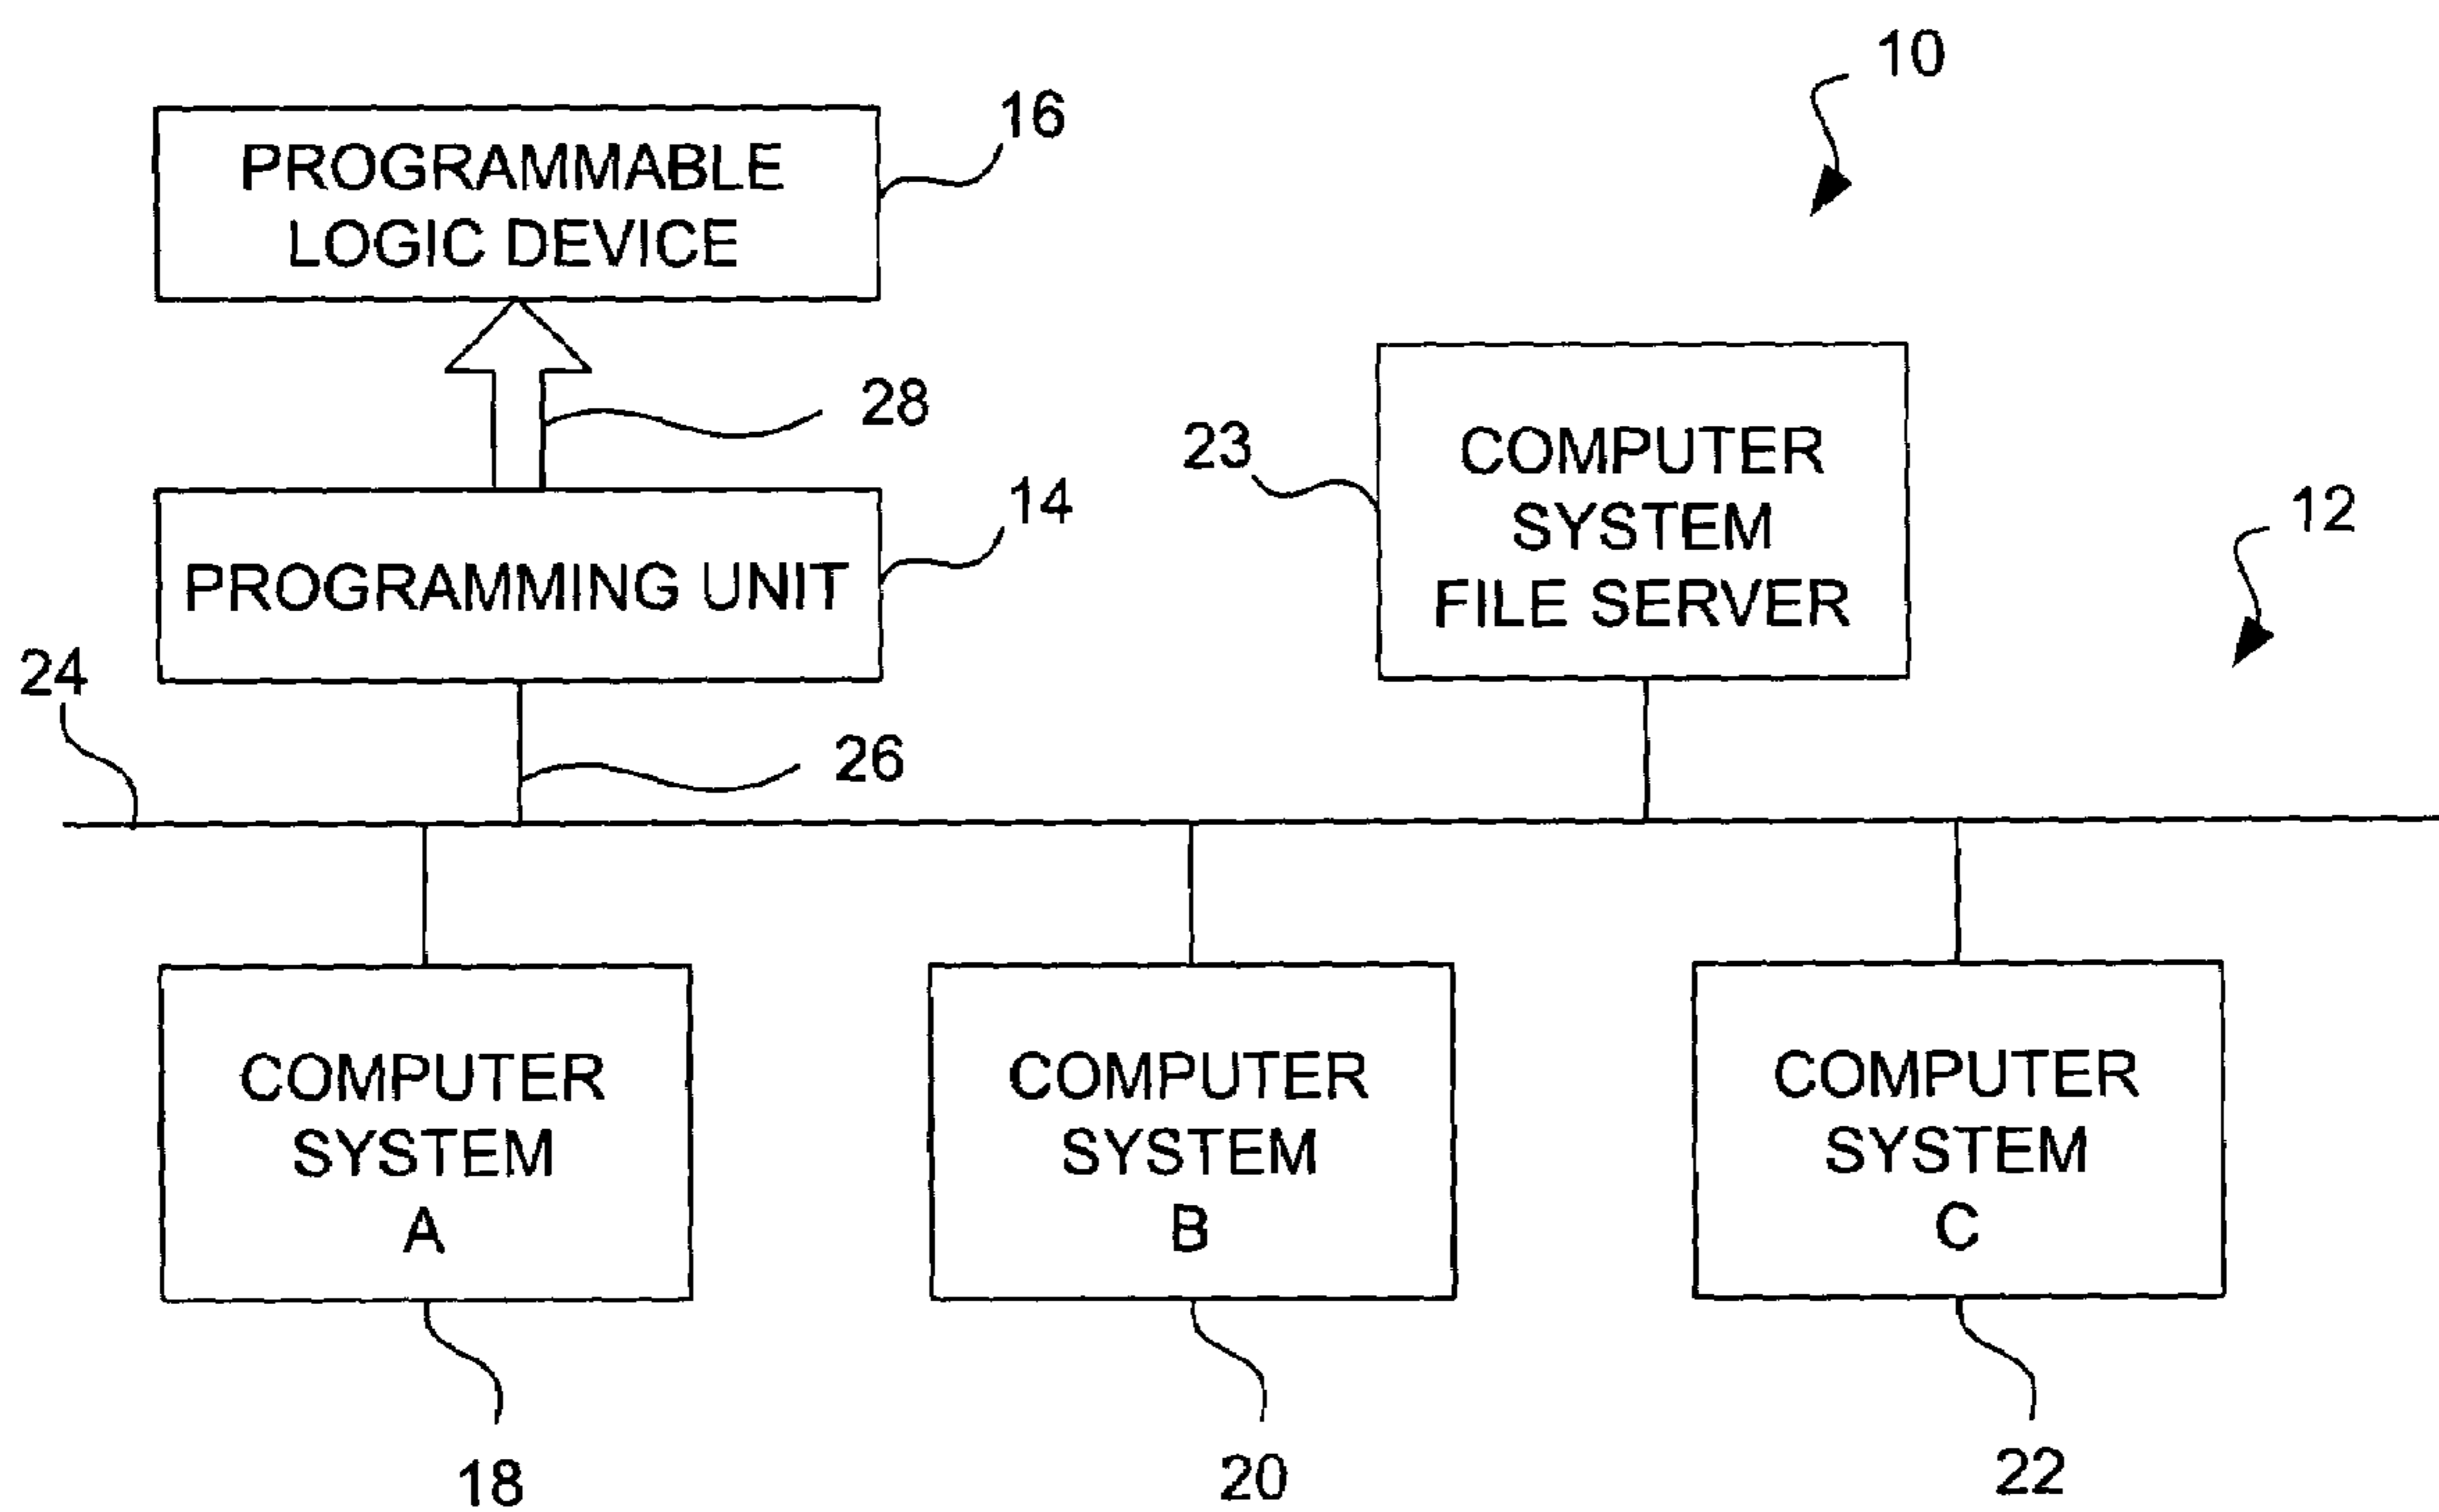 10
16
PROGRAMMABLE
LOGIC DEVICE
28
23
COMPUTER
SYSTEM
FILE SERVER
14
12
PROGRAMMING UNIT
24
26
COMPUTER
SYSTEM
A
COMPUTER
SYSTEM
B
COMPUTER
SYSTEM
C
18
20
22